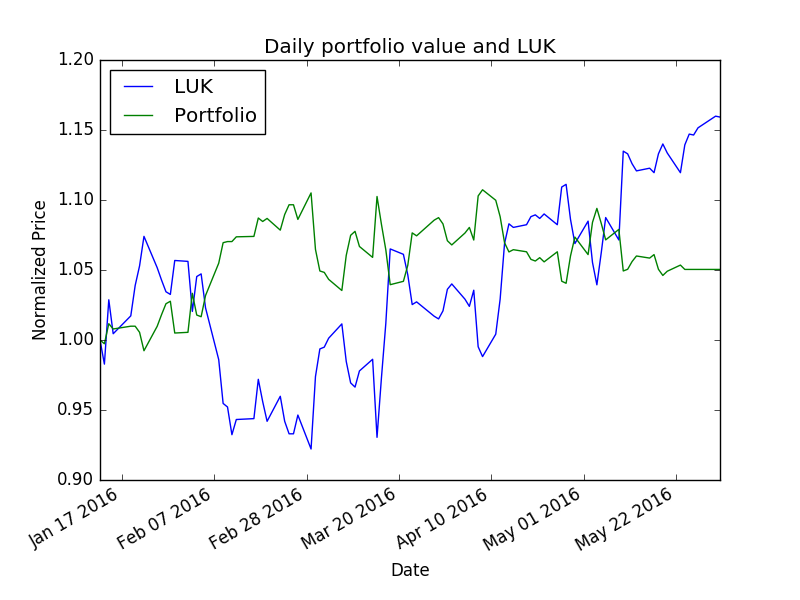 Daily portfolio value and LUK
1.20
1.15
1.10
1.05
1.00
0.95
0.90
Normalized Price
LUK
Portfolio
Jan 17 2016
Feb 07 2016
Feb 28 2016
Mar 20 2016
Apr 10 2016
May 01 2016
May 22 2016
Date